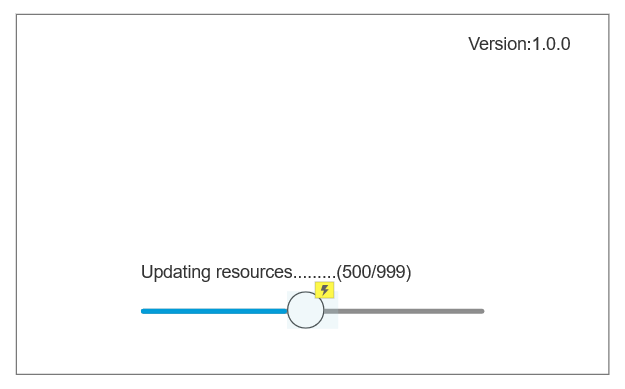 Version:1.0.0
Updating resources.........(500/999)